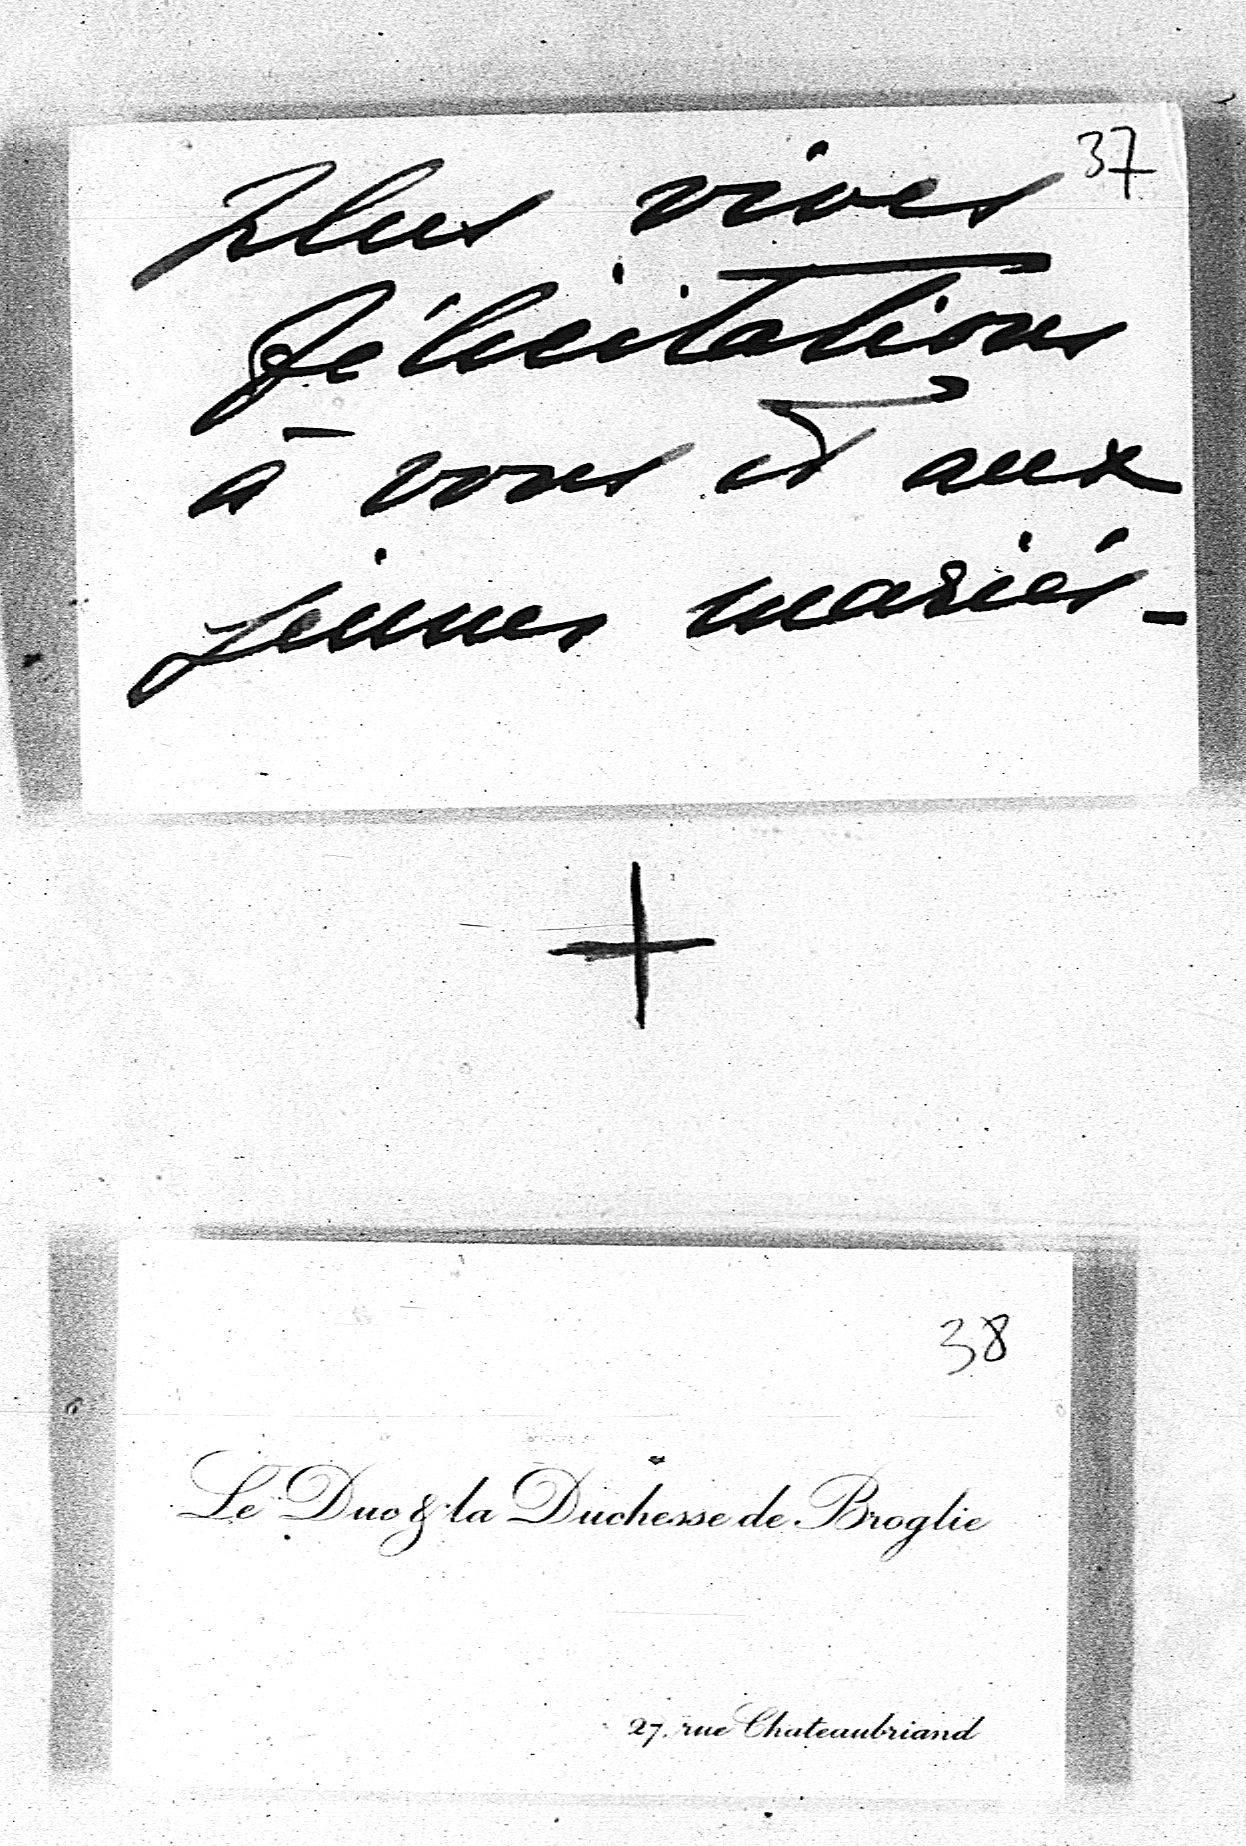 37
plus vives
félicitations
à vous et aux
jeunes mariés -
38
Le Duc & la Duchesse de Broglie
27, rue Chateaubriand